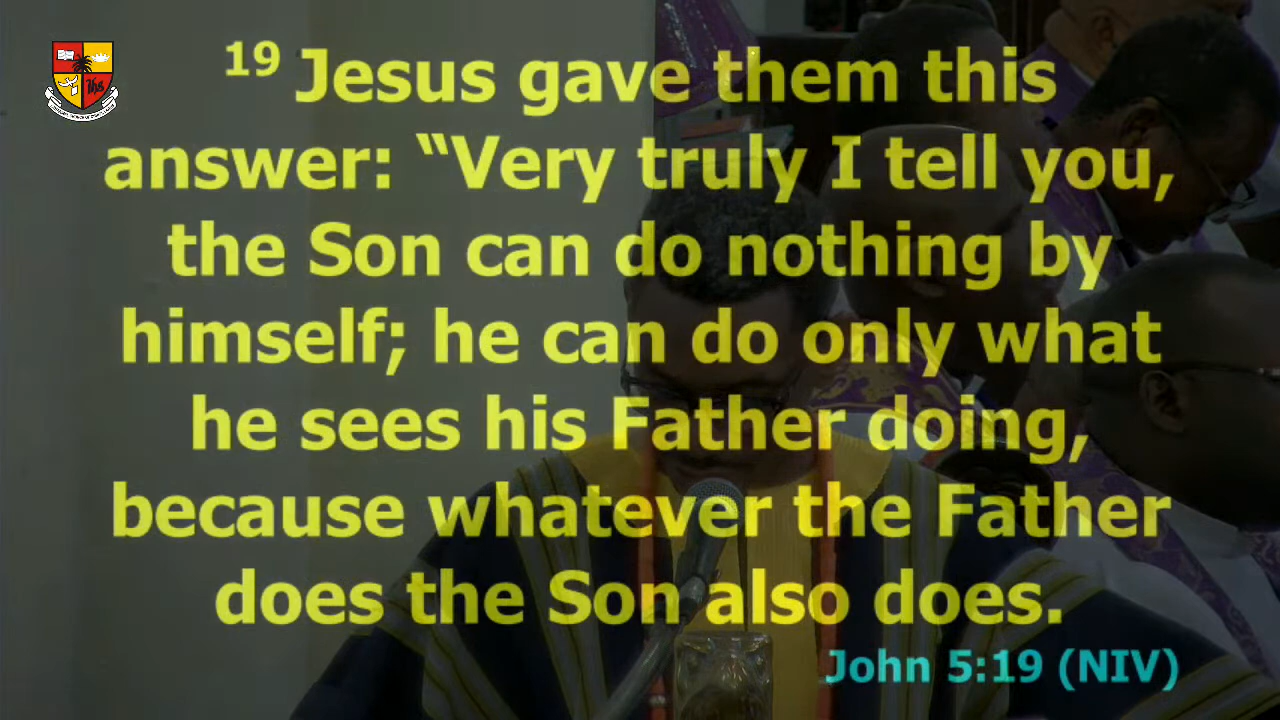 19 Jesus gave them this
answer: “Very truly I tell you,
the Son can do nothing by
himself; he can do only what
he sees his Father doing,
because whatever the Father
does the Son also does.
John 5:19 (NIV)